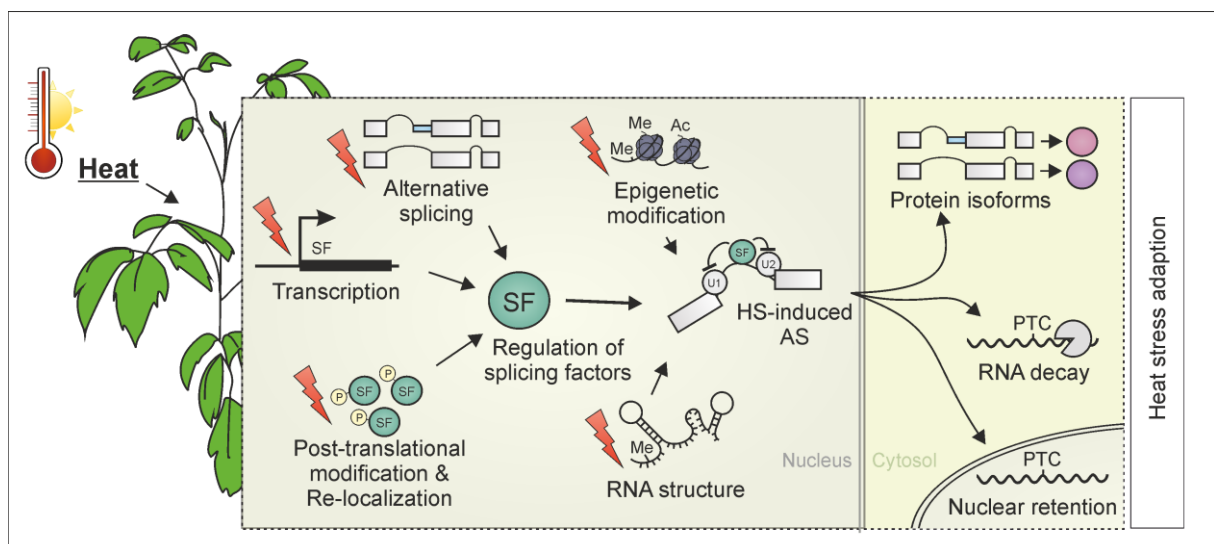 Heat
SF
Transcription
Alternative
splicing
Me
Me
Ac
Epigenetic
modification
SF
Regulation of
splicing factors
P
SF
P
SF
P
SF
Post-translational
modification &
Re-localization
SF
U1
U2
HS-induced
AS
Me
RNA structure
Nucleus
Cytosol
Protein isoforms
PTC
RNA decay
PTC
Nuclear retention
Heat stress adaption